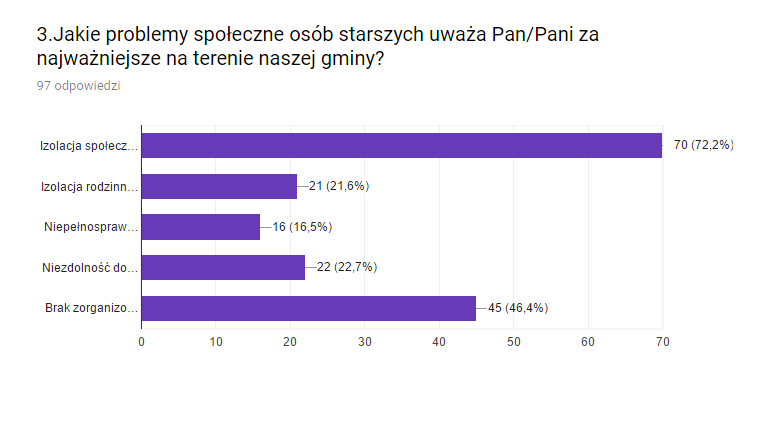 3.Jakie problemy społeczne osób starszych uważa Pan/Pani za
najważniejsze na terenie naszej gminy?
97 odpowiedzi
Izolacja społecz... 70 (72,2%)
Izolacja rodzinn... 21 (21,6%)
Niepełnospraw... 16 (16,5%)
Niezdolność do... 22 (22,7%)
Brak zorganizo... 45 (46,4%)
0 10 20 30 40 50 60 70